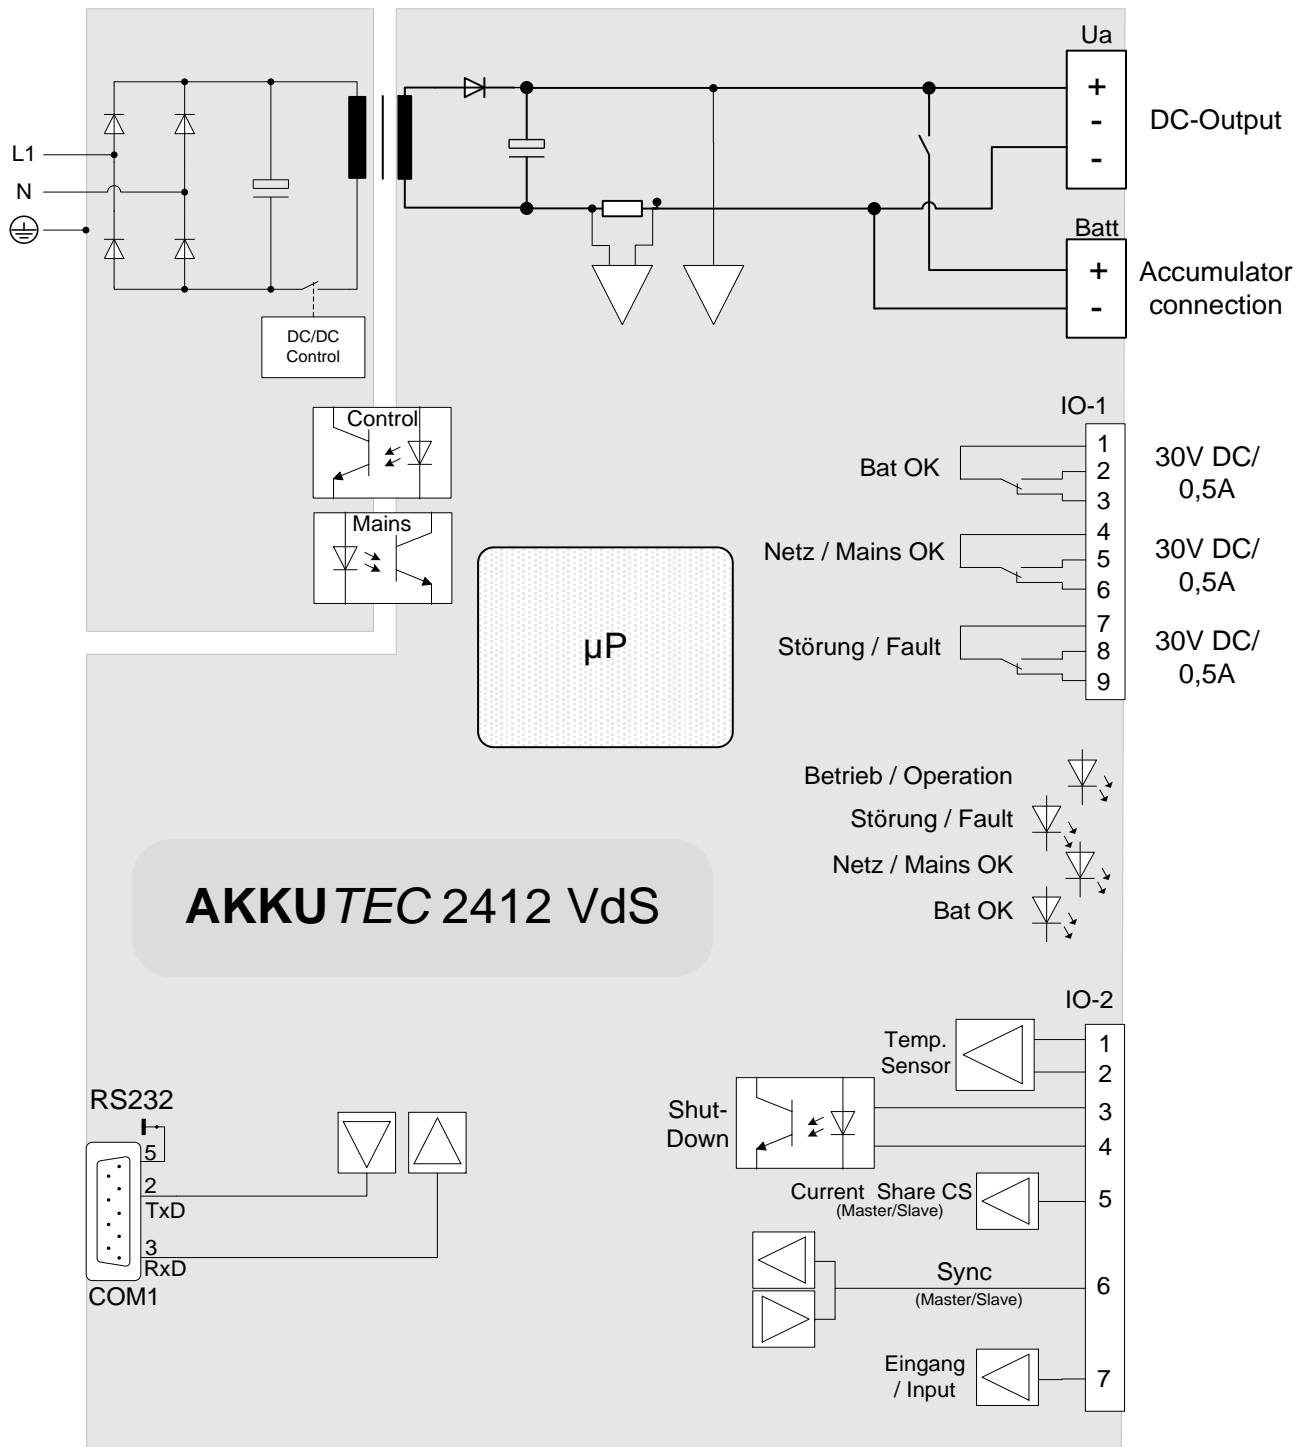 Ua
+
-
-
DC-Output
L1
N
Batt
+
-
Accumulator
connection
DC/DC
Control
Control
Mains
µP
IO-1
Bat OK
1
2
3
30V DC/
0,5A
Netz / Mains OK
4
5
6
30V DC/
0,5A
Störung / Fault
7
8
9
30V DC/
0,5A
Betrieb / Operation
Störung / Fault
Netz / Mains OK
Bat OK
AKKUTEC 2412 VdS
IO-2
Temp.
Sensor
1
2
Shut-
Down
3
4
Current Share CS
(Master/Slave)
5
Sync
(Master/Slave)
6
Eingang
/ Input
7
RS232
5
2
TxD
3
RxD
COM1